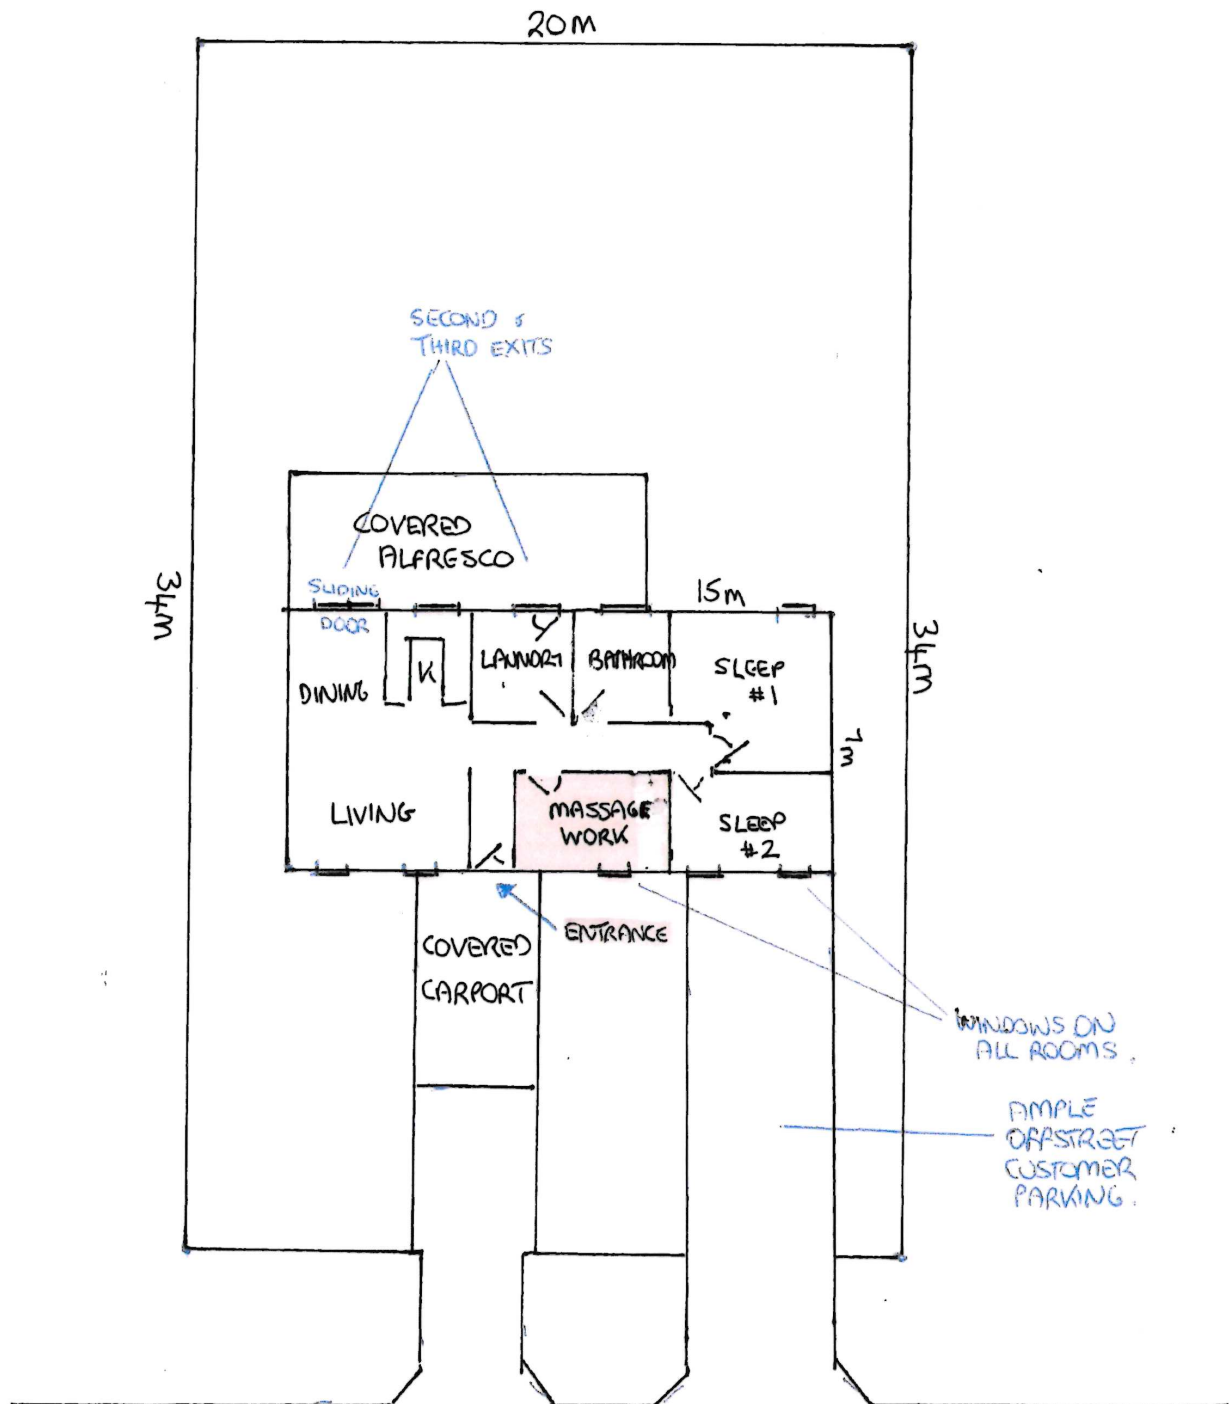 20M
SECOND &
THIRD EXITS
COVERED
ALFRESCO
34M
SLIDING
DOOR
15M
34M
DINING
K
LAUNDRY
BATHROOM
SLEEP
#1
7M
LIVING
MASSAGE
WORK
SLEEP
#2
ENTRANCE
COVERED
CARPORT
WINDOWS ON
ALL ROOMS.
AMPLE
OFFSTREET
CUSTOMER
PARKING.